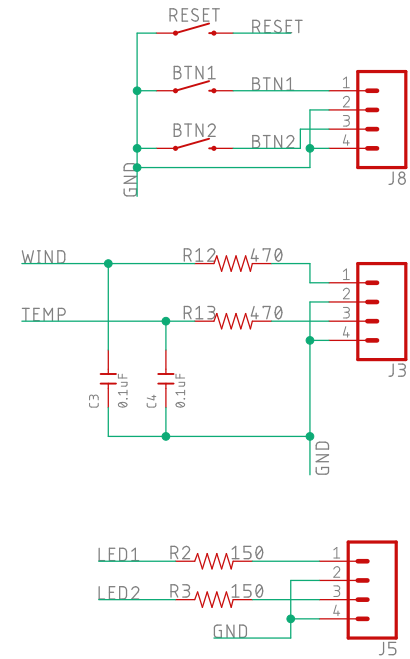 RESET
RESET
BTN1
BTN1
1
2
BTN2
3
BTN2
4
GND
J8
WIND
R12
470
1
2
TEMP
R13
470
3
4
J3
C3
0.1uF
C4
0.1uF
GND
LED1
R2
150
1
2
LED2
R3
150
3
4
GND
J5